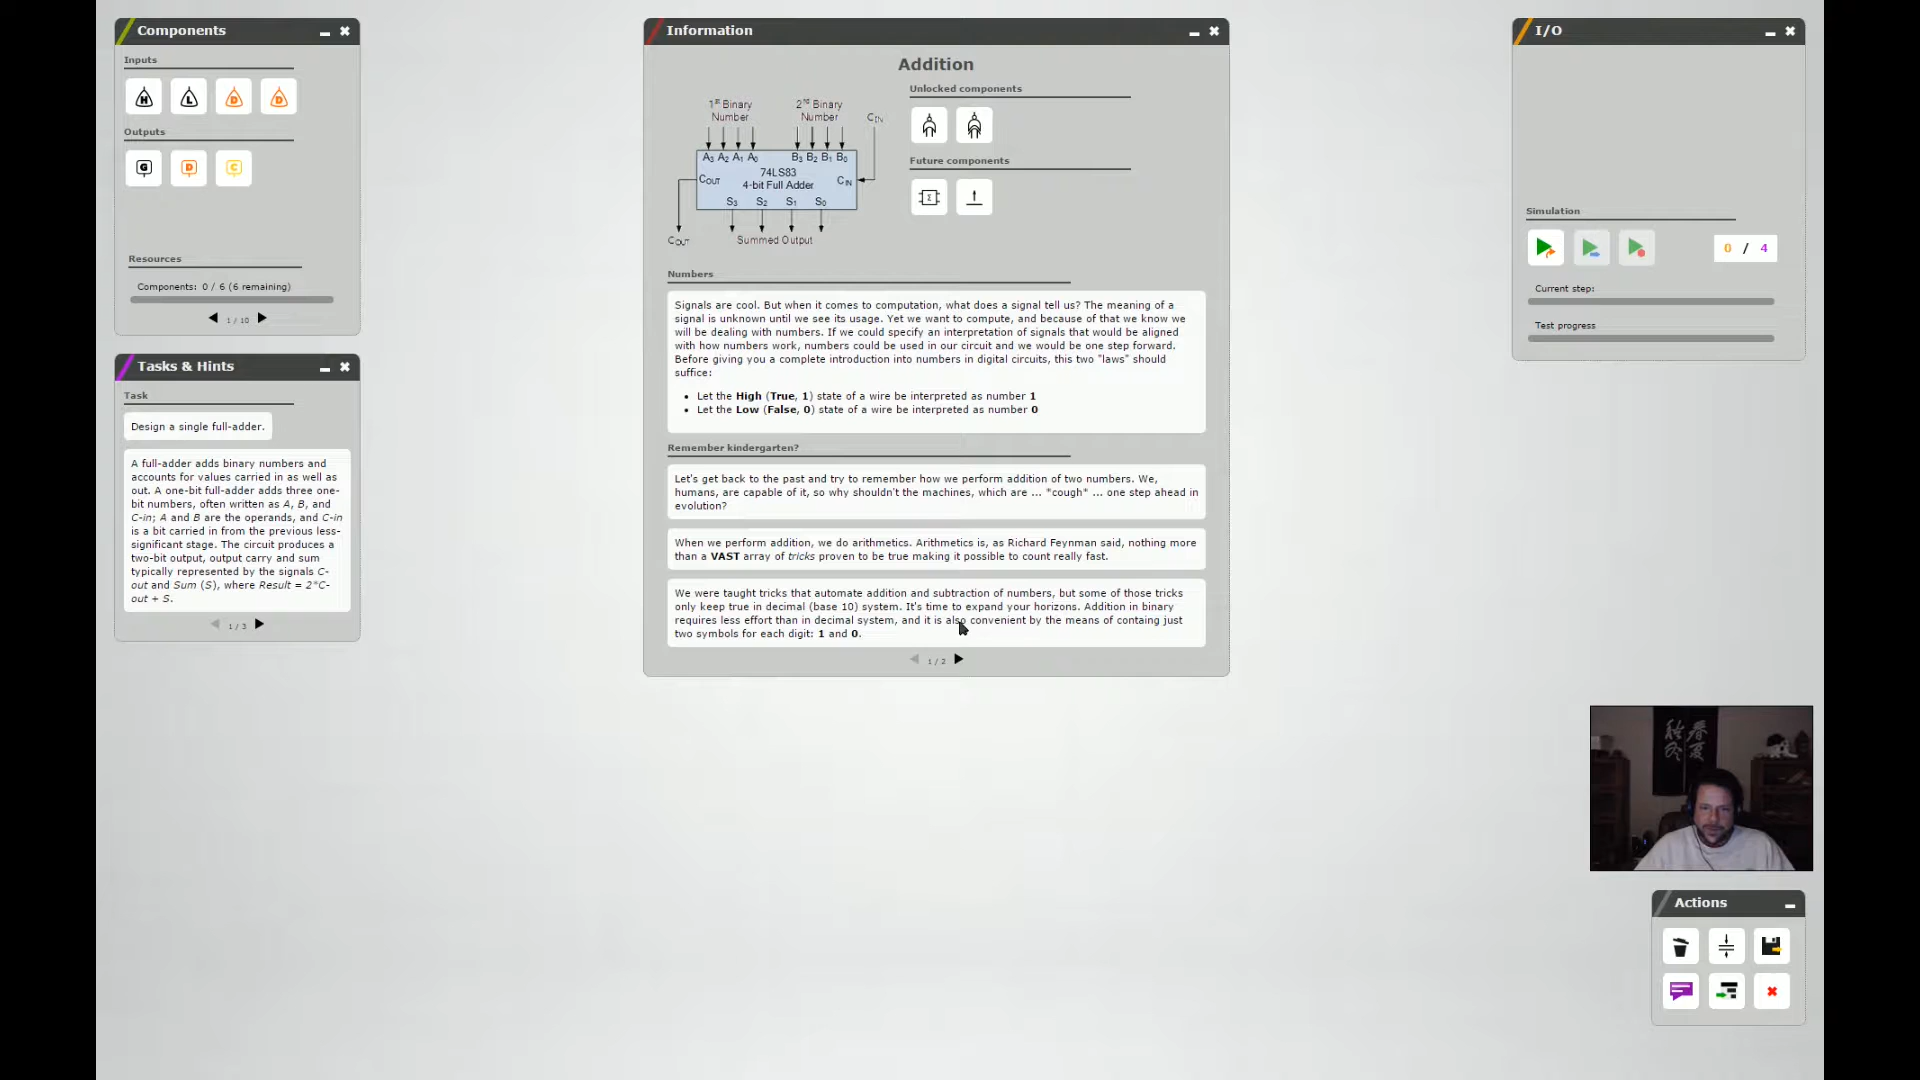 Components
Inputs
H L D D
Outputs
G D C
Resources
Components: 0 / 6 (6 remaining)
1 / 10
Tasks & Hints
Task
Design a single full-adder.
A full-adder adds binary numbers and
accounts for values carried in as well as
out. A one-bit full-adder adds three one-
bit numbers, often written as A, B, and
C-in; A and B are the operands, and C-in
is a bit carried in from the previous less-
significant stage. The circuit produces a
two-bit output, output carry and sum
typically represented by the signals C-
out and Sum (S), where Result = 2*C-
out + S.
1 / 3
Information
Addition
1st Binary
Number
2nd Binary
Number
CIN
A3 A2 A1 A0 B3 B2 B1 B0
74LS83
4-bit Full Adder
COUT
CIN
S3 S2 S1 S0
COUT
Summed Output
Unlocked components
Future components
Σ
Numbers
Signals are cool. But when it comes to computation, what does a signal tell us? The meaning of a
signal is unknown until we see its usage. Yet we want to compute, and because of that we know we
will be dealing with numbers. If we could specify an interpretation of signals that would be aligned
with how numbers work, numbers could be used in our circuit and we would be one step forward.
Before giving you a complete introduction into numbers in digital circuits, this two "laws" should
suffice:
• Let the High (True, 1) state of a wire be interpreted as number 1
• Let the Low (False, 0) state of a wire be interpreted as number 0
Remember kindergarten?
Let's get back to the past and try to remember how we perform addition of two numbers. We,
humans, are capable of it, so why shouldn't the machines, which are ... *cough* ... one step ahead in
evolution?
When we perform addition, we do arithmetics. Arithmetics is, as Richard Feynman said, nothing more
than a VAST array of tricks proven to be true making it possible to count really fast.
We were taught tricks that automate addition and subtraction of numbers, but some of those tricks
only keep true in decimal (base 10) system. It's time to expand your horizons. Addition in binary
requires less effort than in decimal system, and it is also convenient by the means of containg just
two symbols for each digit: 1 and 0.
1 / 2
I/O
Simulation
0 / 4
Current step:
Test progress
春
夏
Actions